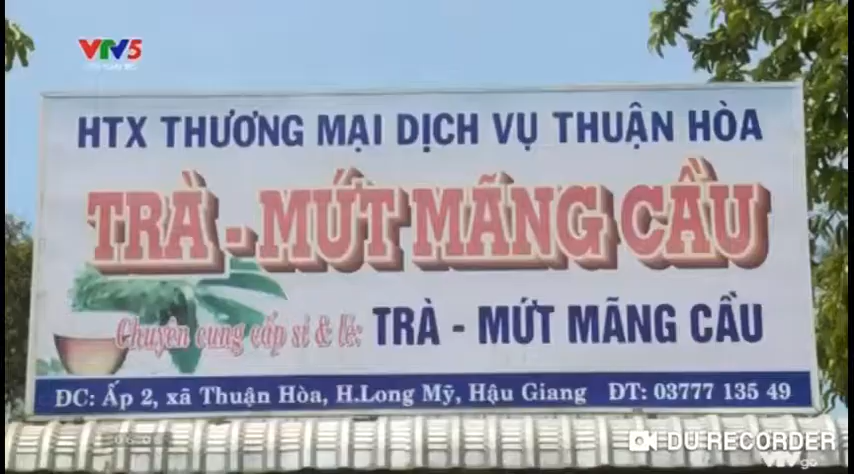 VTV5
HTX THƯƠNG MẠI DỊCH VỤ THUẬN HÒA
TRÀ - MỨT MÃNG CẦU
Chuyên cung cấp sỉ & lẻ: TRÀ - MỨT MÃNG CẦU
ĐC: Ấp 2, xã Thuận Hòa, H.Long Mỹ, Hậu Giang ĐT: 03777 135 49
DU RECORDER
VTVgo